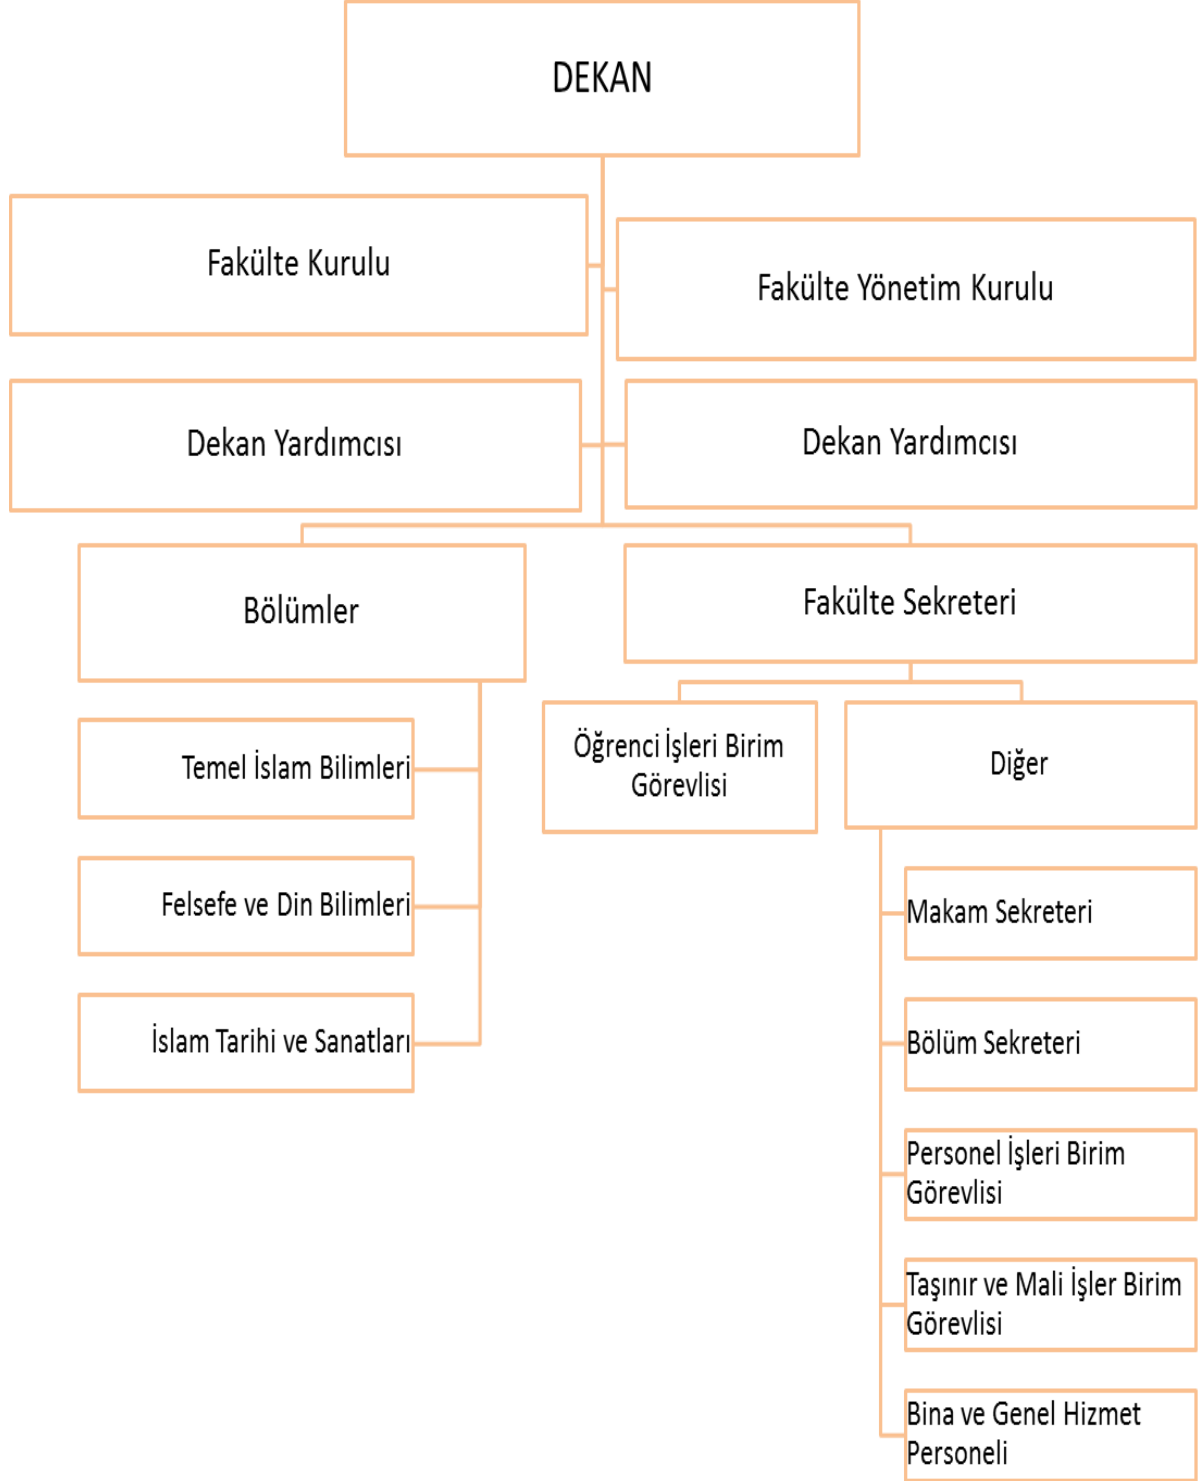 DEKAN
Fakülte Kurulu
Fakülte Yönetim Kurulu
Dekan Yardımcısı
Dekan Yardımcısı
Bölümler
Fakülte Sekreteri
Temel İslam Bilimleri
Felsefe ve Din Bilimleri
İslam Tarihi ve Sanatları
Öğrenci İşleri Birim
Görevlisi
Diğer
Makam Sekreteri
Bölüm Sekreteri
Personel İşleri Birim
Görevlisi
Taşınır ve Mali İşler Birim
Görevlisi
Bina ve Genel Hizmet
Personeli